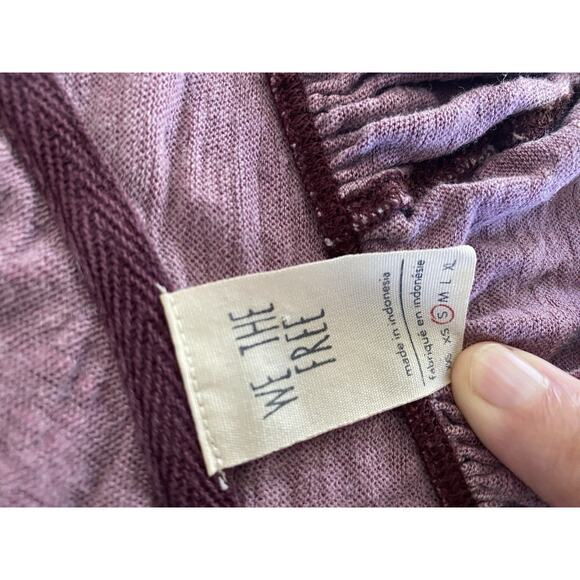 WE THE
FREE
made in indonesia
fabriqué en indonésie
XS S M L XL